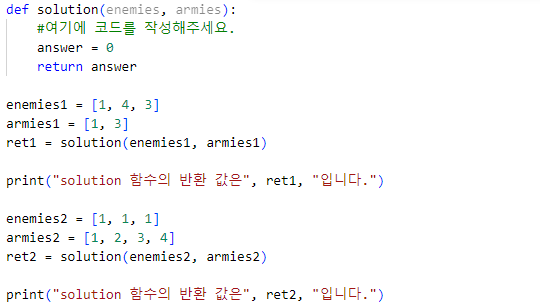 def solution(enemies, armies):
    #여기에 코드를 작성해주세요.
    answer = 0
    return answer

enemies1 = [1, 4, 3]
armies1 = [1, 3]
ret1 = solution(enemies1, armies1)

print("solution 함수의 반환 값은", ret1, "입니다.")

enemies2 = [1, 1, 1]
armies2 = [1, 2, 3, 4]
ret2 = solution(enemies2, armies2)

print("solution 함수의 반환 값은", ret2, "입니다.")